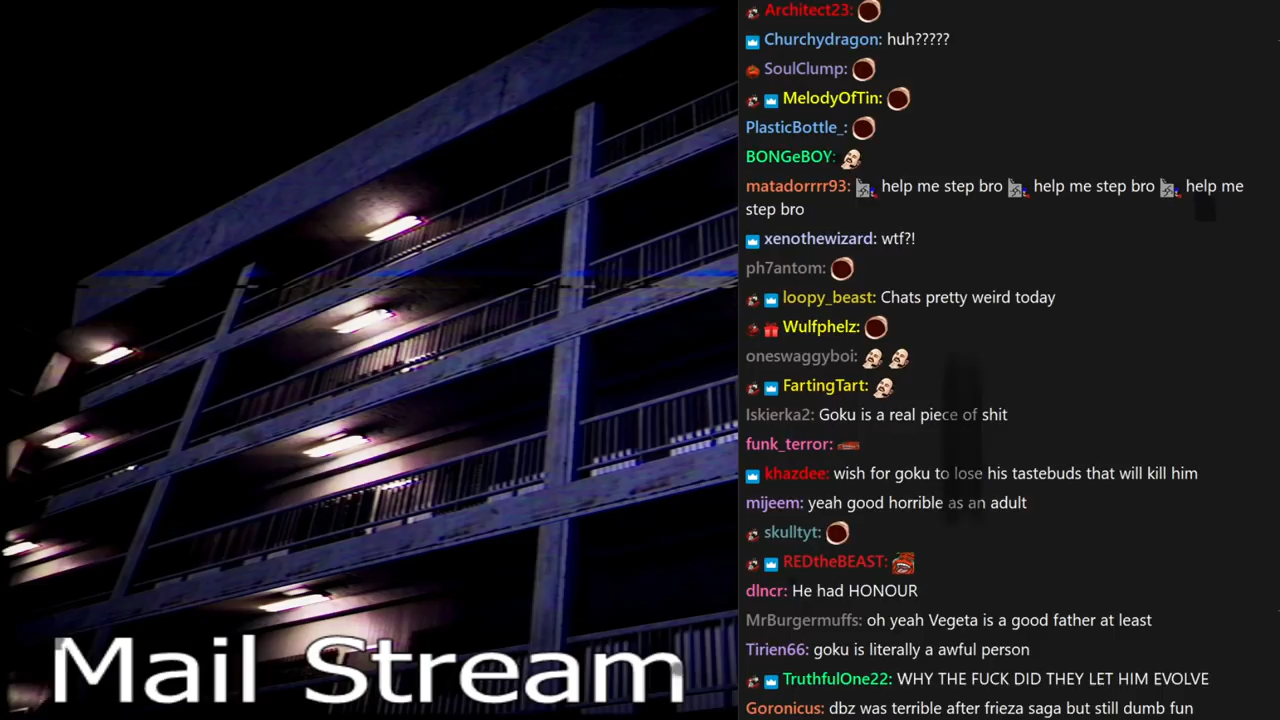 Architect23:
Churchydragon: huh?????
SoulClump:
MelodyOfTin:
PlasticBottle_:
BONGeBOY:
matadorrrr93: help me step bro help me step bro help me
step bro
xenothewizard: wtf?!
ph7antom:
loopy_beast: Chats pretty weird today
Wulfphelz:
oneswaggyboi:
FartingTart:
Iskierka2: Goku is a real piece of shit
funk_terror:
khazdee: wish for goku to lose his tastebuds that will kill him
mijeem: yeah good horrible as an adult
skulltyt:
REDtheBEAST:
dlncr: He had HONOUR
MrBurgermuffs: oh yeah Vegeta is a good father at least
Tirien66: goku is literally a awful person
TruthfulOne22: WHY THE FUCK DID THEY LET HIM EVOLVE
Goronicus: dbz was terrible after frieza saga but still dumb fun
Mail Stream